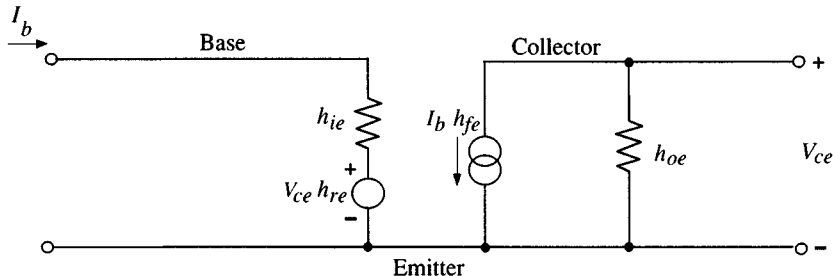 I_b
Base
Collector
+
h_ie
I_b h_fe
h_oe
V_ce
+
V_ce h_re
-
-
Emitter